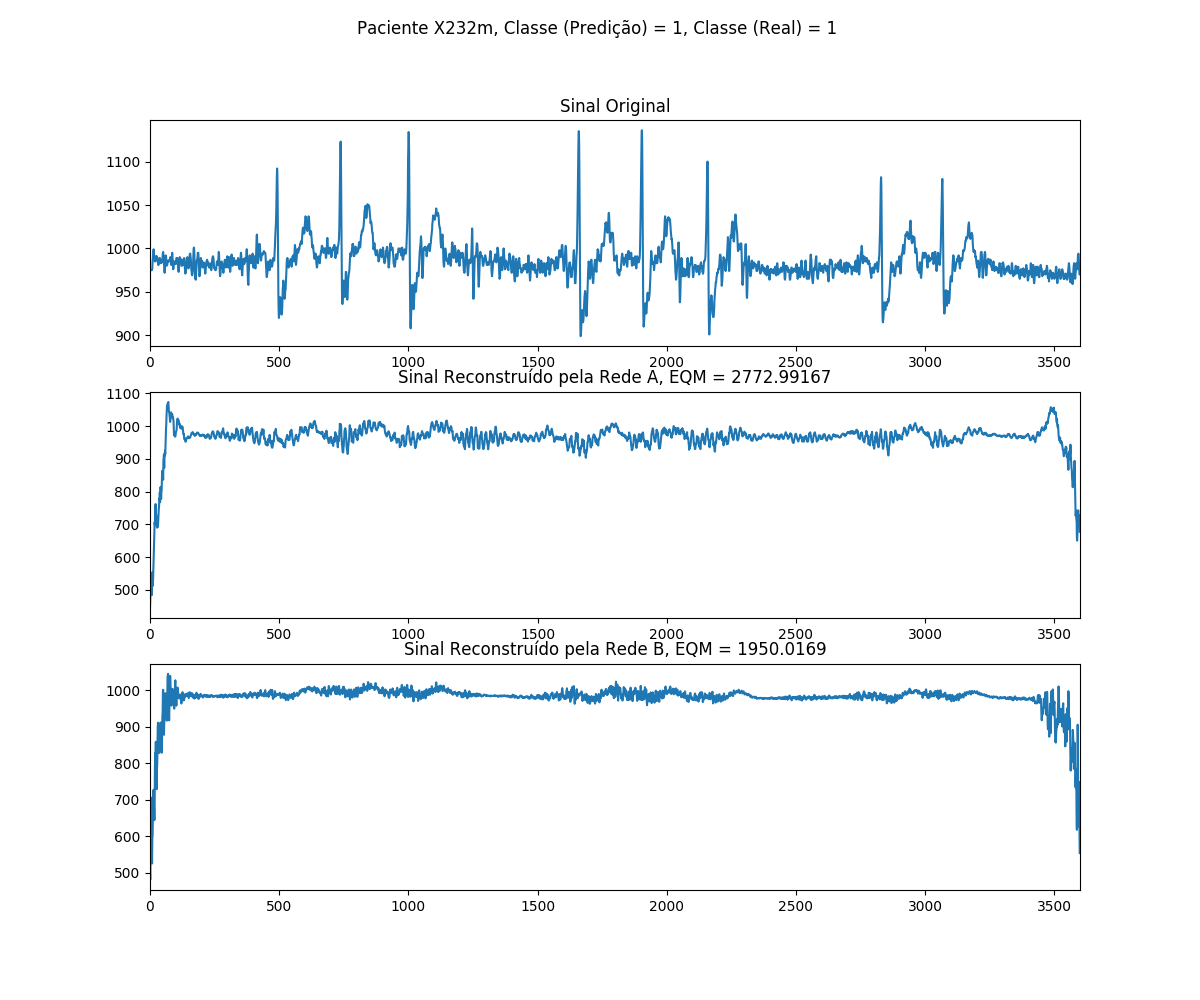 Paciente X232m, Classe (Predição) = 1, Classe (Real) = 1
Sinal Original
1100
1050
1000
950
900
0 500 1000 1500 2000 2500 3000 3500
Sinal Reconstruído pela Rede A, EQM = 2772.99167
1100
1000
900
800
700
600
500
0 500 1000 1500 2000 2500 3000 3500
Sinal Reconstruído pela Rede B, EQM = 1950.0169
1000
900
800
700
600
500
0 500 1000 1500 2000 2500 3000 3500